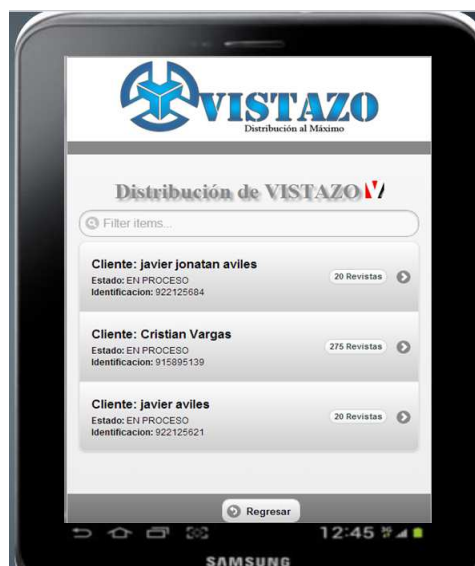 VISTAZO
Distribución al Máximo
Distribución de VISTAZO
Filter items...
Cliente: javier jonatan aviles
Estado: EN PROCESO
Identificacion: 922125684
20 Revistas
Cliente: Cristian Vargas
Estado: EN PROCESO
Identificacion: 915895139
275 Revistas
Cliente: javier aviles
Estado: EN PROCESO
Identificacion: 922125621
20 Revistas
Regresar
12:45
SAMSUNG